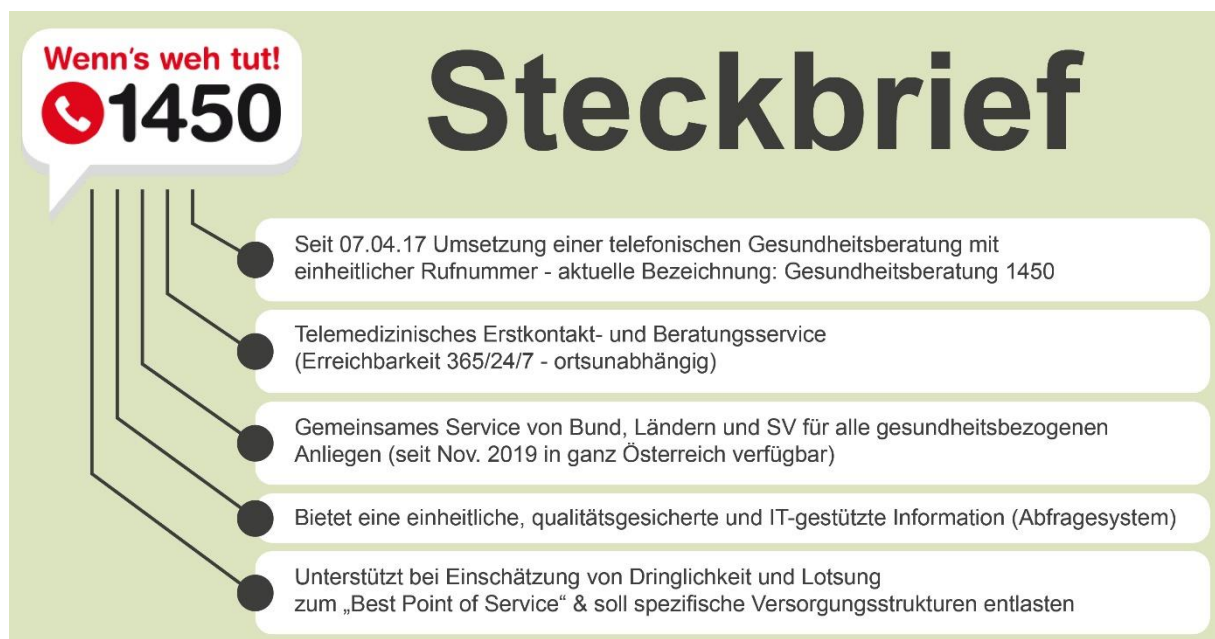 Wenn's weh tut!
1450
Steckbrief
Seit 07.04.17 Umsetzung einer telefonischen Gesundheitsberatung mit
einheitlicher Rufnummer - aktuelle Bezeichnung: Gesundheitsberatung 1450
Telemedizinisches Erstkontakt- und Beratungsservice
(Erreichbarkeit 365/24/7 - ortsunabhängig)
Gemeinsames Service von Bund, Ländern und SV für alle gesundheitsbezogenen
Anliegen (seit Nov. 2019 in ganz Österreich verfügbar)
Bietet eine einheitliche, qualitätsgesicherte und IT-gestützte Information (Abfragesystem)
Unterstützt bei Einschätzung von Dringlichkeit und Lotsung
zum „Best Point of Service“ & soll spezifische Versorgungsstrukturen entlasten